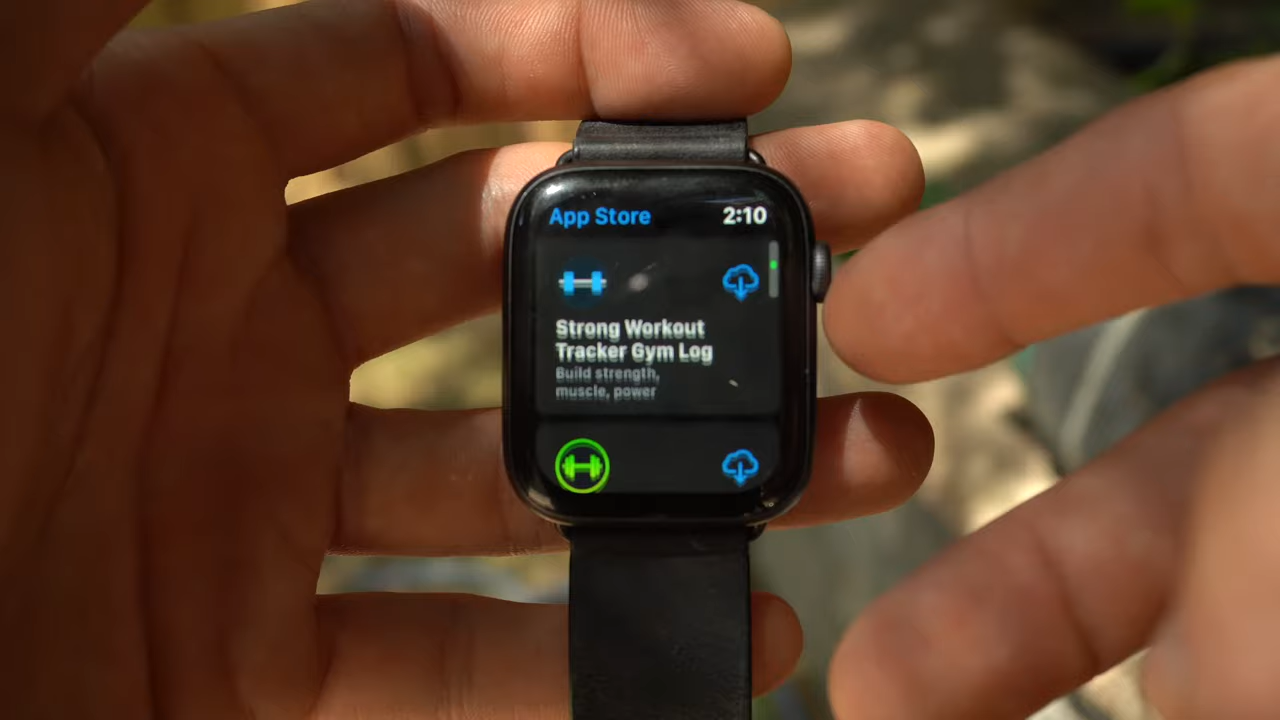 App Store 2:10
Strong Workout
Tracker Gym Log
Build strength,
muscle, power